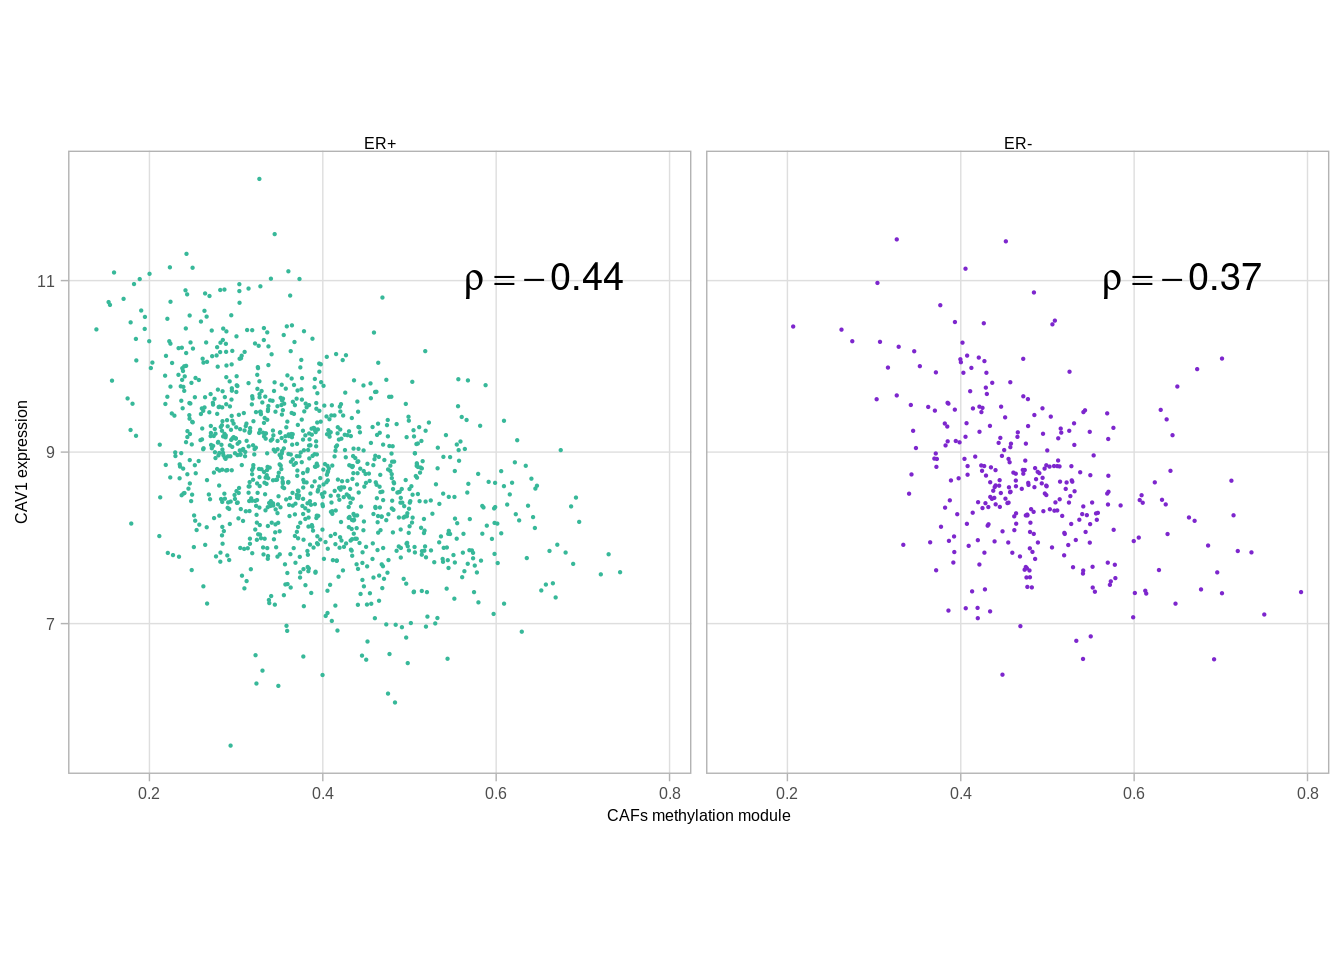 ER+
ER-
ρ = −0.44
ρ = −0.37
11
9
7
CAV1 expression
0.2
0.4
0.6
0.8
0.2
0.4
0.6
0.8
CAFs methylation module